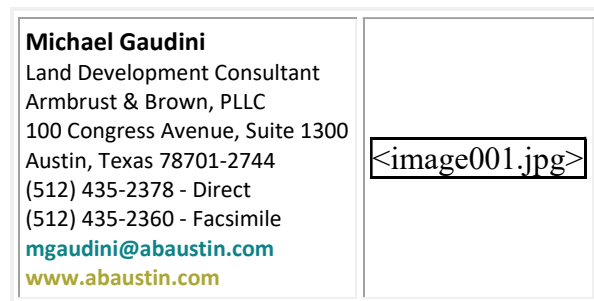 Michael Gaudini
Land Development Consultant
Armbrust & Brown, PLLC
100 Congress Avenue, Suite 1300
Austin, Texas 78701-2744
(512) 435-2378 - Direct
(512) 435-2360 - Facsimile
mgaudini@abaustin.com
www.abaustin.com
<image001.jpg>